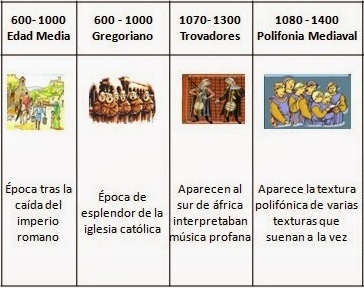 600- 1000
Edad Media
600 - 1000
Gregoriano
1070- 1300
Trovadores
1080 - 1400
Polifonia Mediaval
Época tras la
caída del
imperio
romano
Época de
esplendor de la
iglesia católica
Aparecen al
sur de áfrica
interpretaban
música profana
Aparece la textura
polifónica de varias
texturas que
suenan a la vez